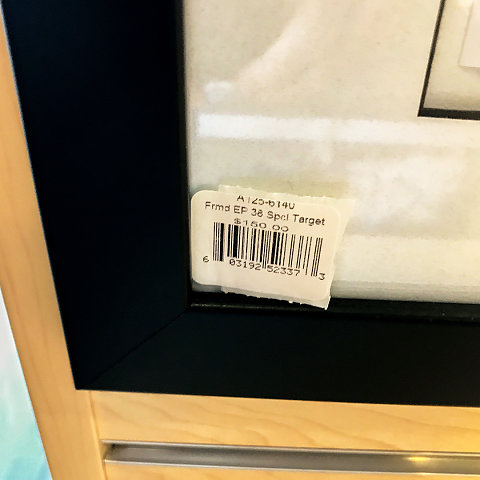 A125-6140
Frmd EP 38 Spcl Target
$150.00
6 03192 52337 3